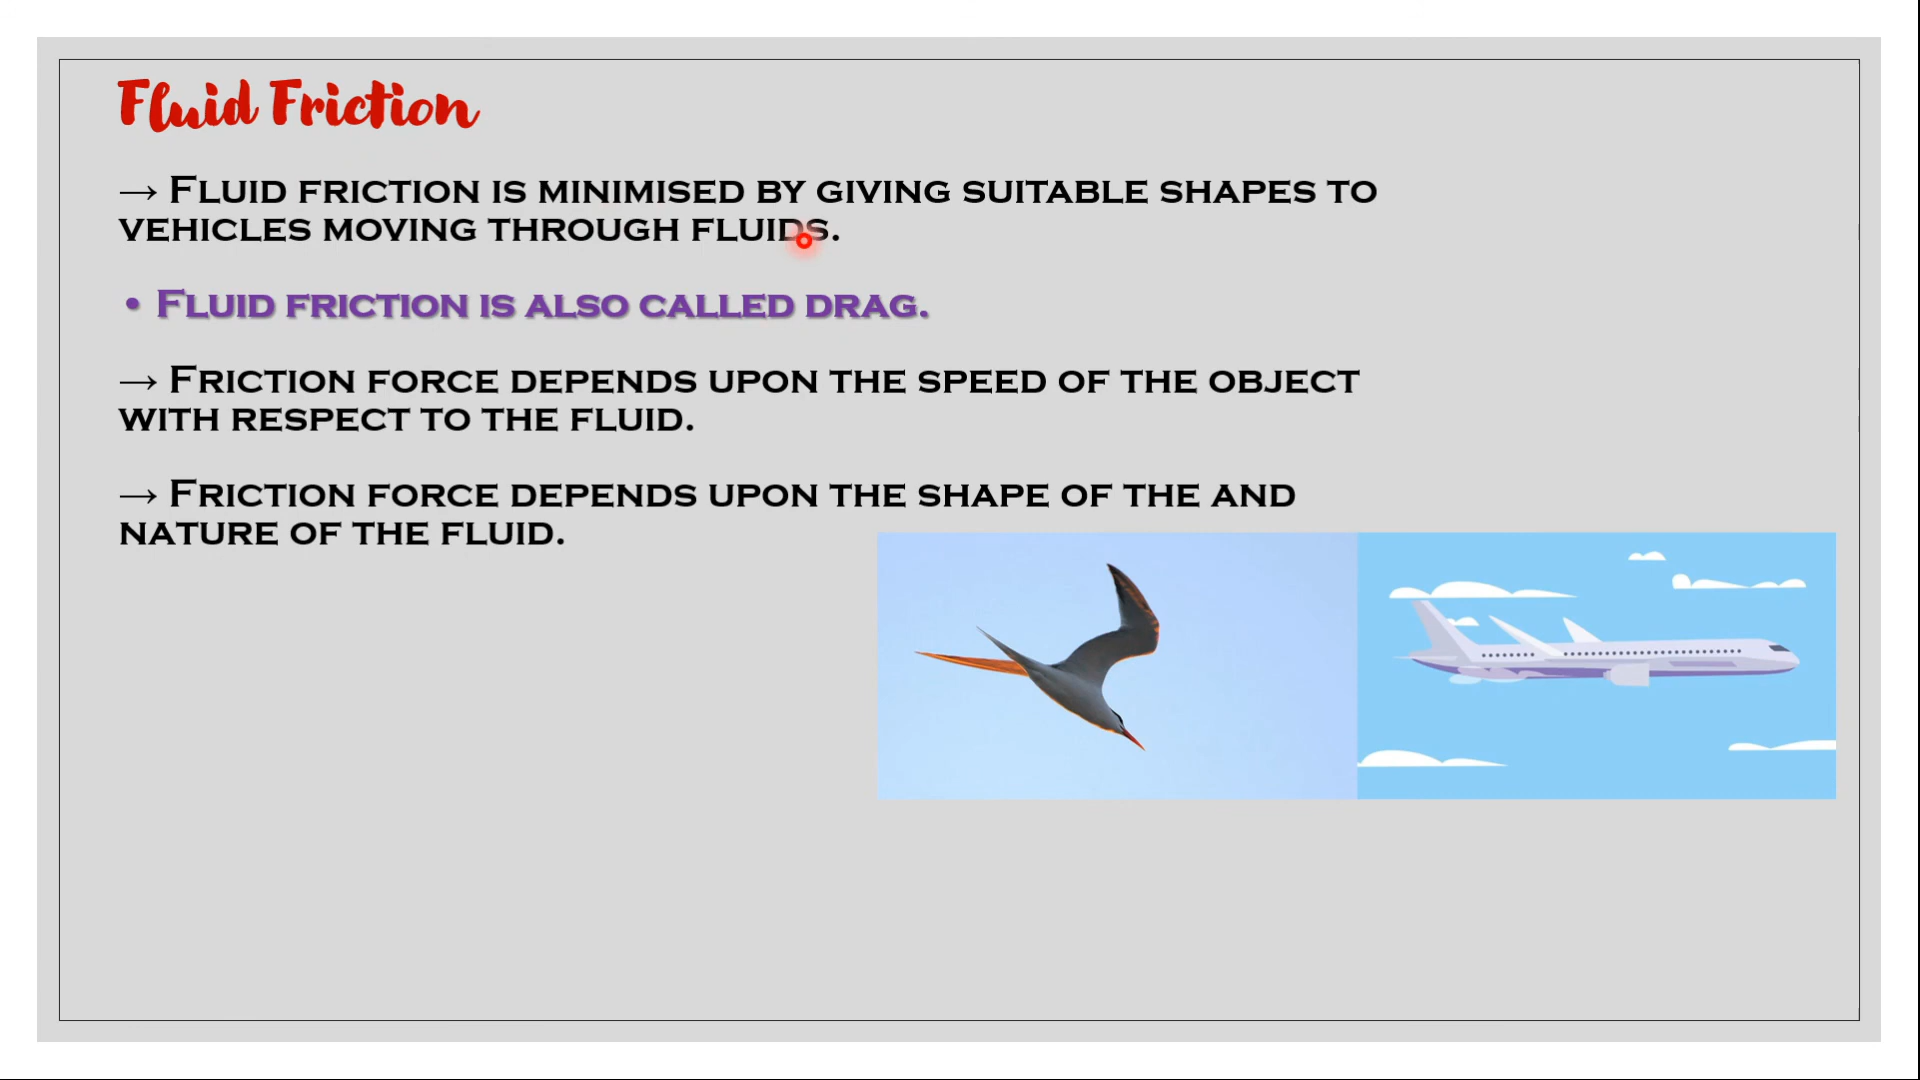 Fluid Friction
→ Fluid friction is minimised by giving suitable shapes to
vehicles moving through fluids.
• Fluid friction is also called drag.
→ Friction force depends upon the speed of the object
with respect to the fluid.
→ Friction force depends upon the shape of the and
nature of the fluid.